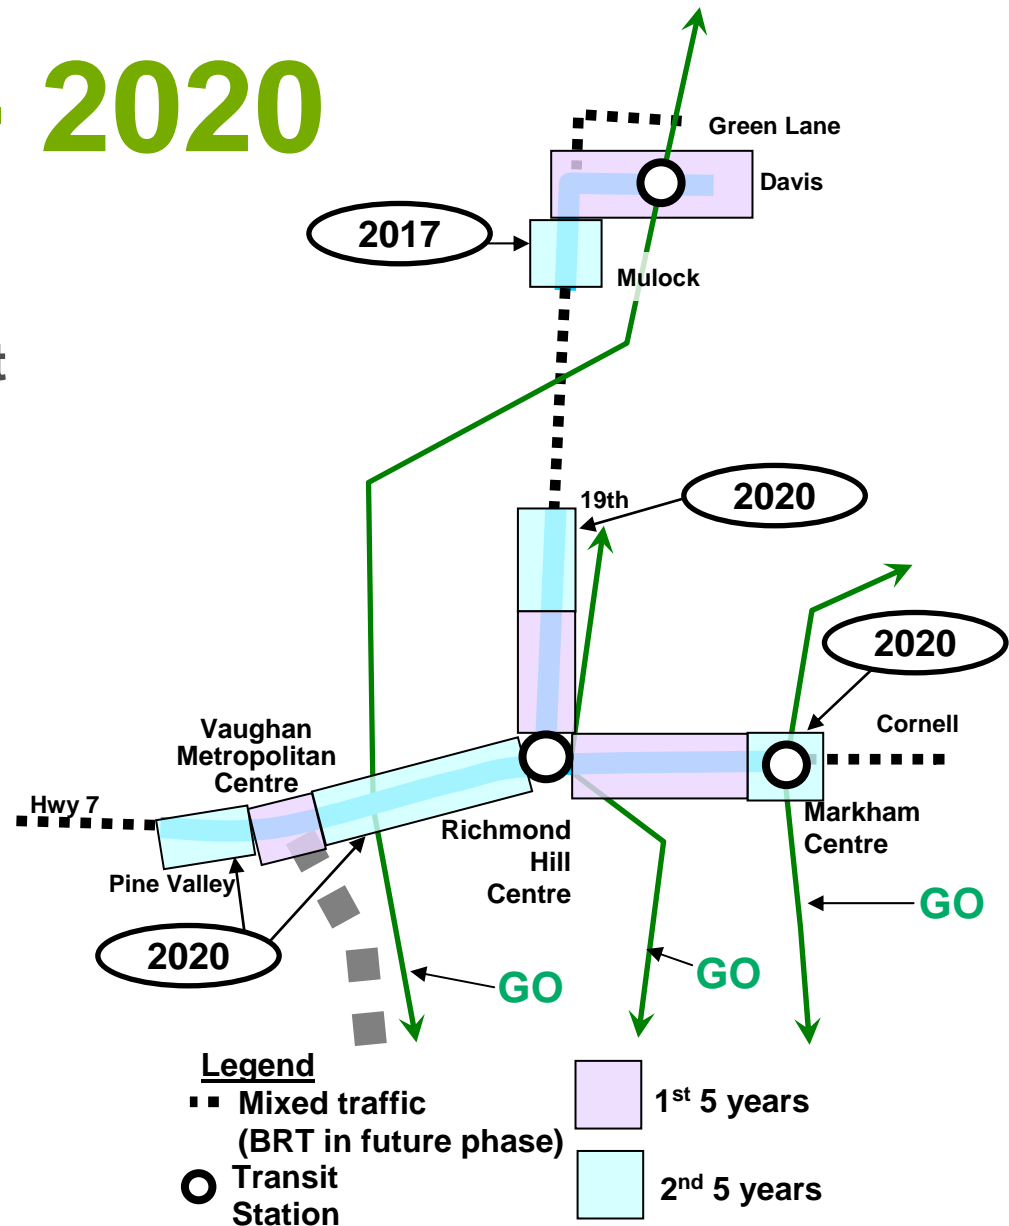 - 2020
Green Lane
Davis
2017
Mulock
t
19th
2020
2020
Cornell
Vaughan
Metropolitan
Centre
Hwy 7
Richmond
Hill
Centre
Markham
Centre
Pine Valley
2020
GO
GO
GO
Legend
Mixed traffic
(BRT in future phase)
Transit
Station
1st 5 years
2nd 5 years